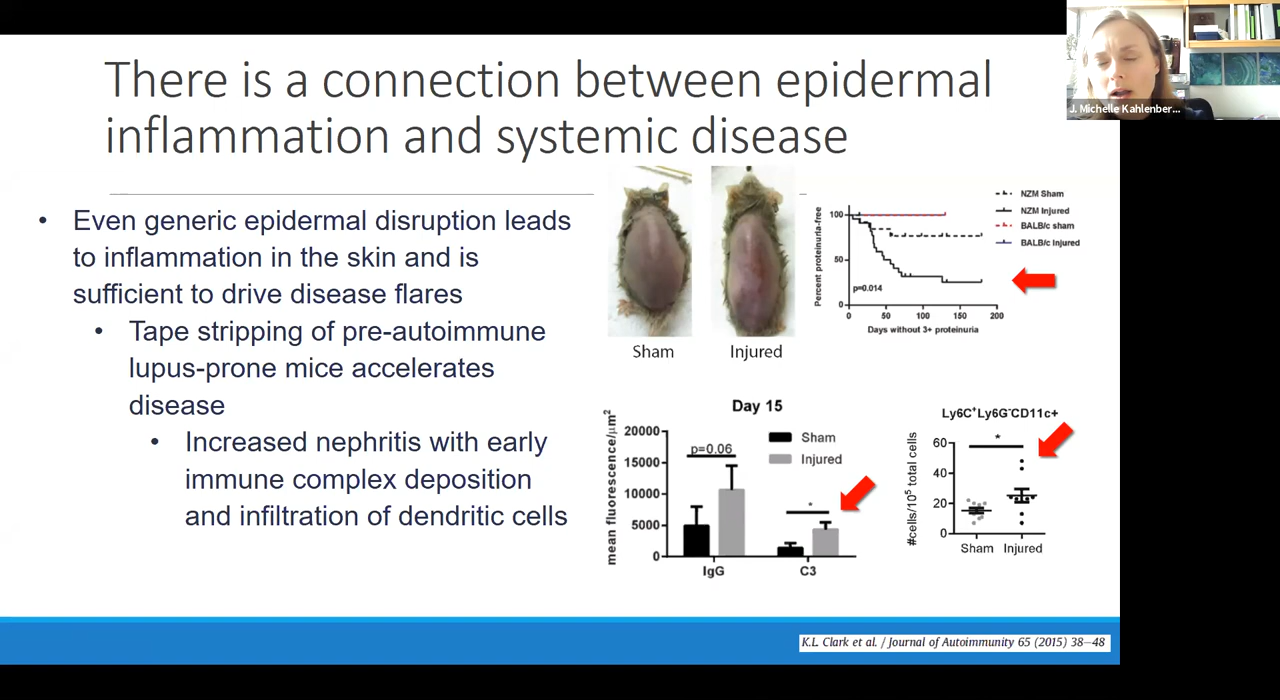 There is a connection between epidermal
inflammation and systemic disease
J. Michelle Kahlenber...
• Even generic epidermal disruption leads
to inflammation in the skin and is
sufficient to drive disease flares
• Tape stripping of pre-autoimmune
lupus-prone mice accelerates
disease
• Increased nephritis with early
immune complex deposition
and infiltration of dendritic cells
Sham
Injured
NZM Sham
NZM Injured
BALB/c sham
BALB/c Injured
Percent proteinuria-free
100
50
0
p=0.014
0 50 100 150 200
Days without 3+ proteinuria
Day 15
mean fluorescence/μm²
20000
15000
10000
5000
0
p=0.06
Sham
Injured
*
IgG C3
Ly6C⁺Ly6G⁻CD11c+
#cells/10⁵ total cells
60
40
20
0
*
Sham Injured
K.L. Clark et al. / Journal of Autoimmunity 65 (2015) 38–48